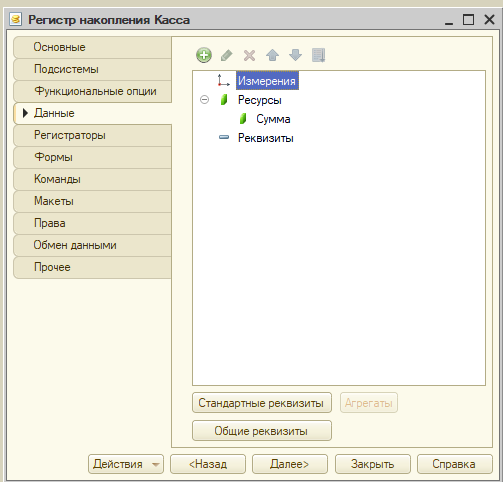 Регистр накопления Касса
Основные
Подсистемы
Функциональные опции
Данные
Регистраторы
Формы
Команды
Макеты
Права
Обмен данными
Прочее
Измерения
Ресурсы
Сумма
Реквизиты
Стандартные реквизиты
Агрегаты
Общие реквизиты
Действия
<Назад
Далее>
Закрыть
Справка